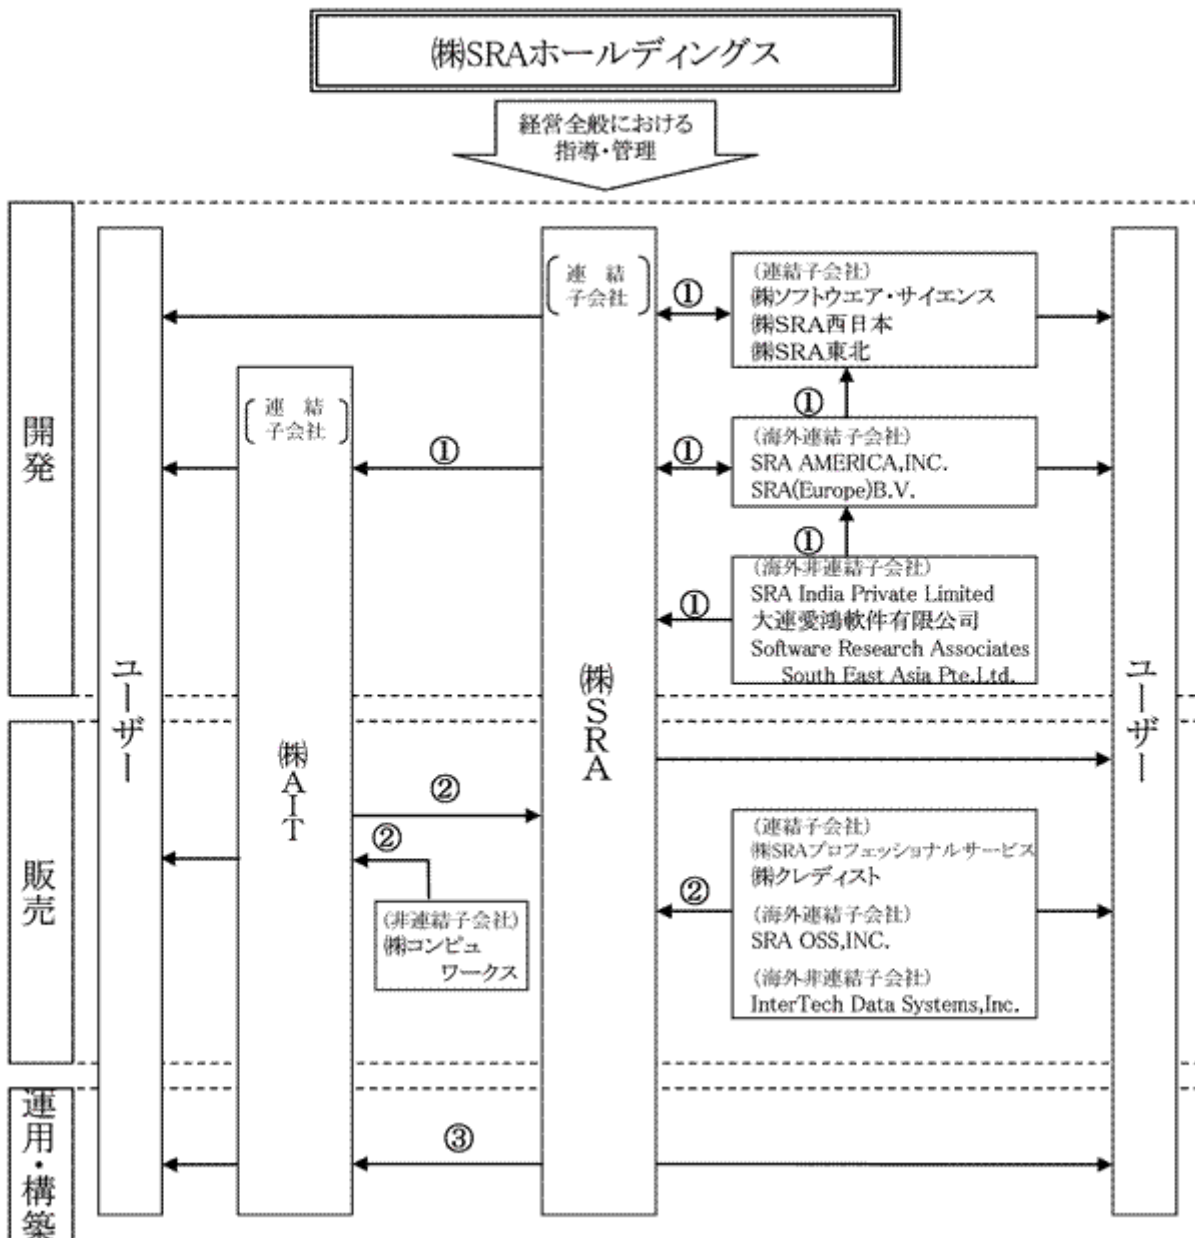 ㈱SRAホールディングス
経営全般における
指導・管理
開発
ユーザー
連　結
子会社
㈱AIT
①
連　結
子会社
㈱SRA
①
(連結子会社)
㈱ソフトウエア・サイエンス
㈱SRA西日本
㈱SRA東北
①
①
(海外連結子会社)
SRA AMERICA,INC.
SRA(Europe)B.V.
①
①
(海外非連結子会社)
SRA India Private Limited
大連愛鴻軟件有限公司
Software Research Associates
South East Asia Pte.Ltd.
ユーザー
販売
②
②
(非連結子会社)
㈱コンピュ
ワークス
②
(連結子会社)
㈱SRAプロフェッショナルサービス
㈱クレディスト
(海外連結子会社)
SRA OSS,INC.
(海外非連結子会社)
InterTech Data Systems,Inc.
運用・構築
③